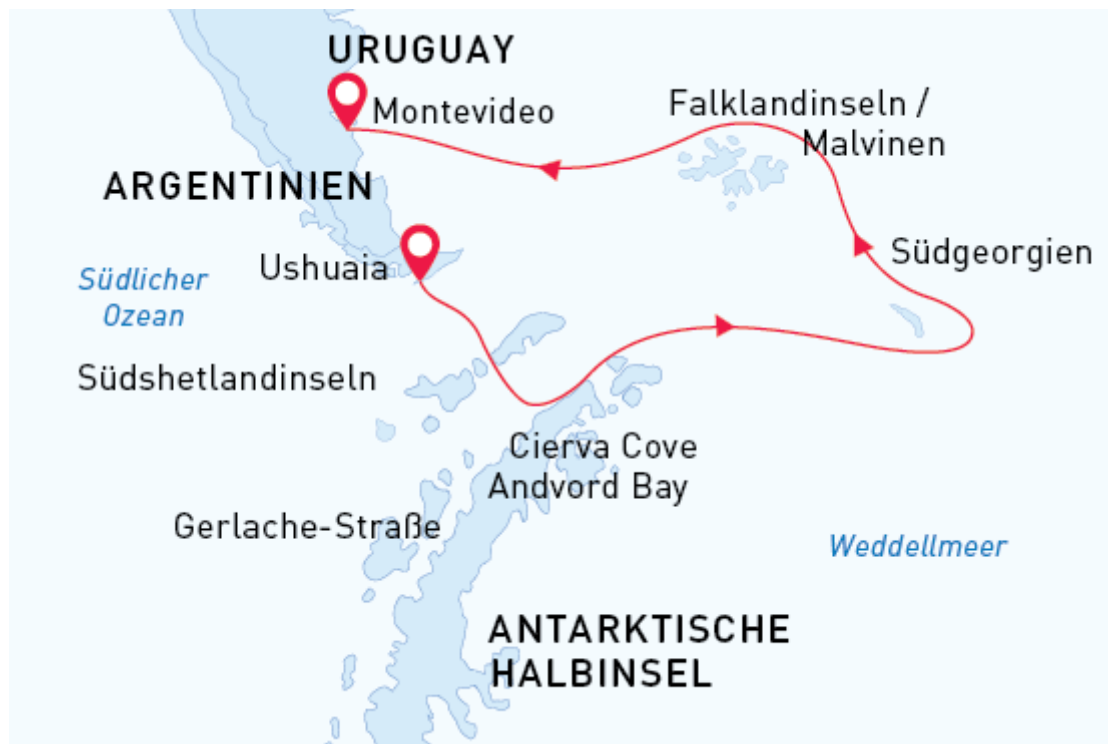 URUGUAY
Montevideo
Falklandinseln /
Malvinen
ARGENTINIEN
Ushuaia
Südgeorgien
Südlicher
Ozean
Südshetlandinseln
Cierva Cove
Andvord Bay
Gerlache-Straße
Weddellmeer
ANTARKTISCHE
HALBINSEL